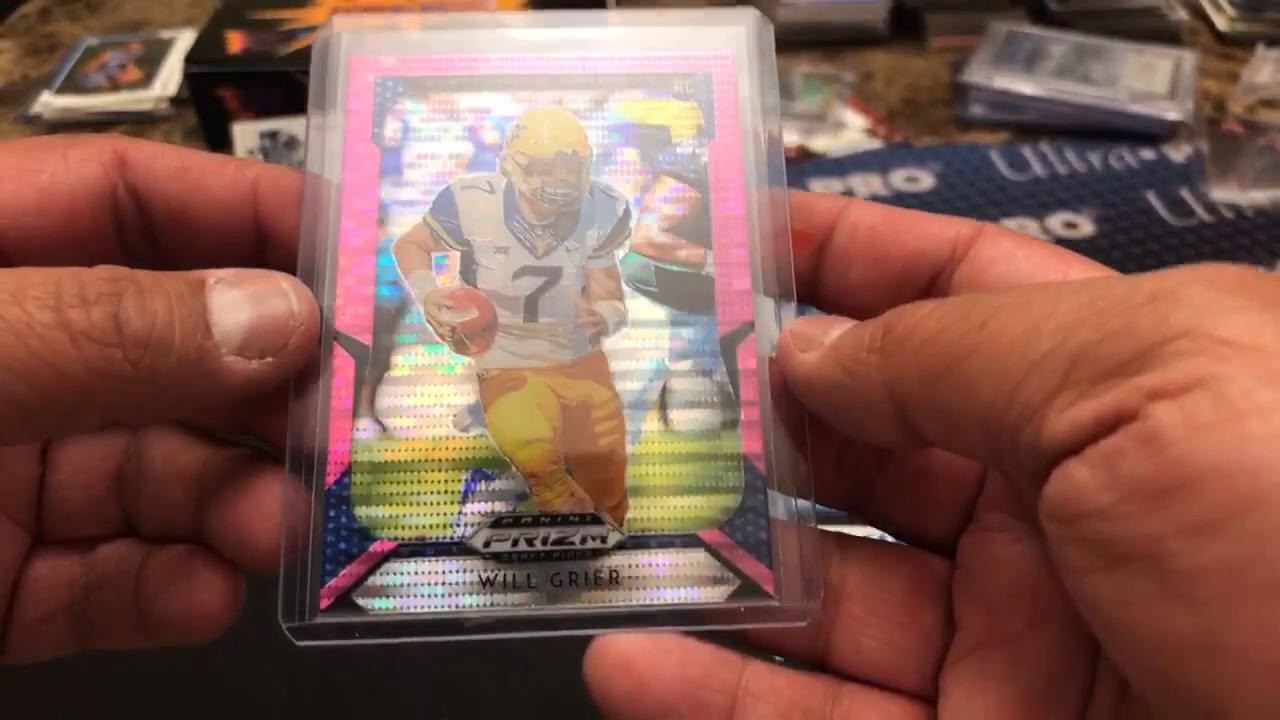 RC
PRO
Ultra•P
PRO
Ul
7
7
PANINI
PRIZM
DRAFT PICKS
WILL GRIER